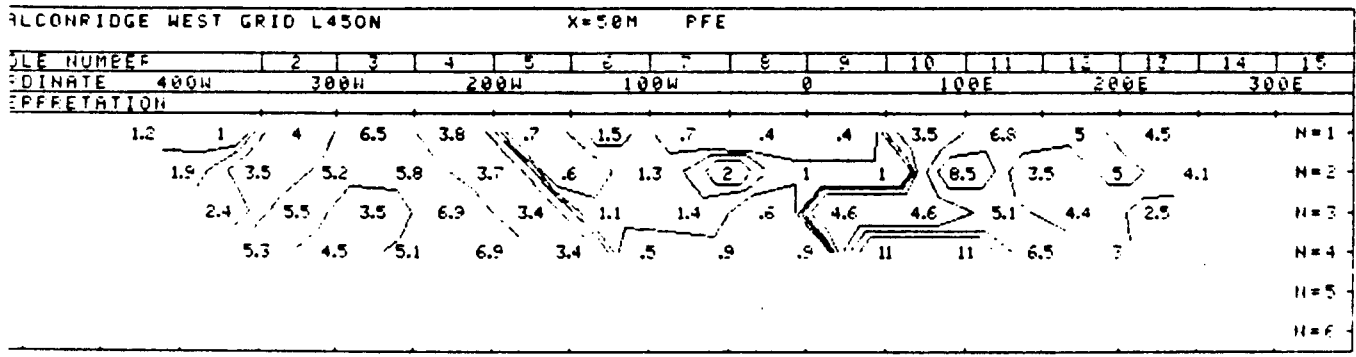 ALCONRIDGE WEST GRID L450N X=50M PFE
OLE NUMBER 2 3 4 5 6 7 8 9 10 11 12 13 14 15
RDINATE 400W 300W 200W 100W 0 100E 200E 300E
ERPRETATION
1.2 1 4 6.5 3.8 .7 1.5 .7 .4 .4 3.5 6.8 5 4.5 N=1
1.9 3.5 5.2 5.8 3.7 .6 1.3 2 1 1 8.5 3.5 5 4.1 N=2
2.4 5.5 3.5 6.9 3.4 1.1 1.4 .6 4.6 4.6 5.1 4.4 2.5 N=3
5.3 4.5 5.1 6.9 3.4 .5 .9 .9 11 11 6.5 3 N=4
N=5
N=6